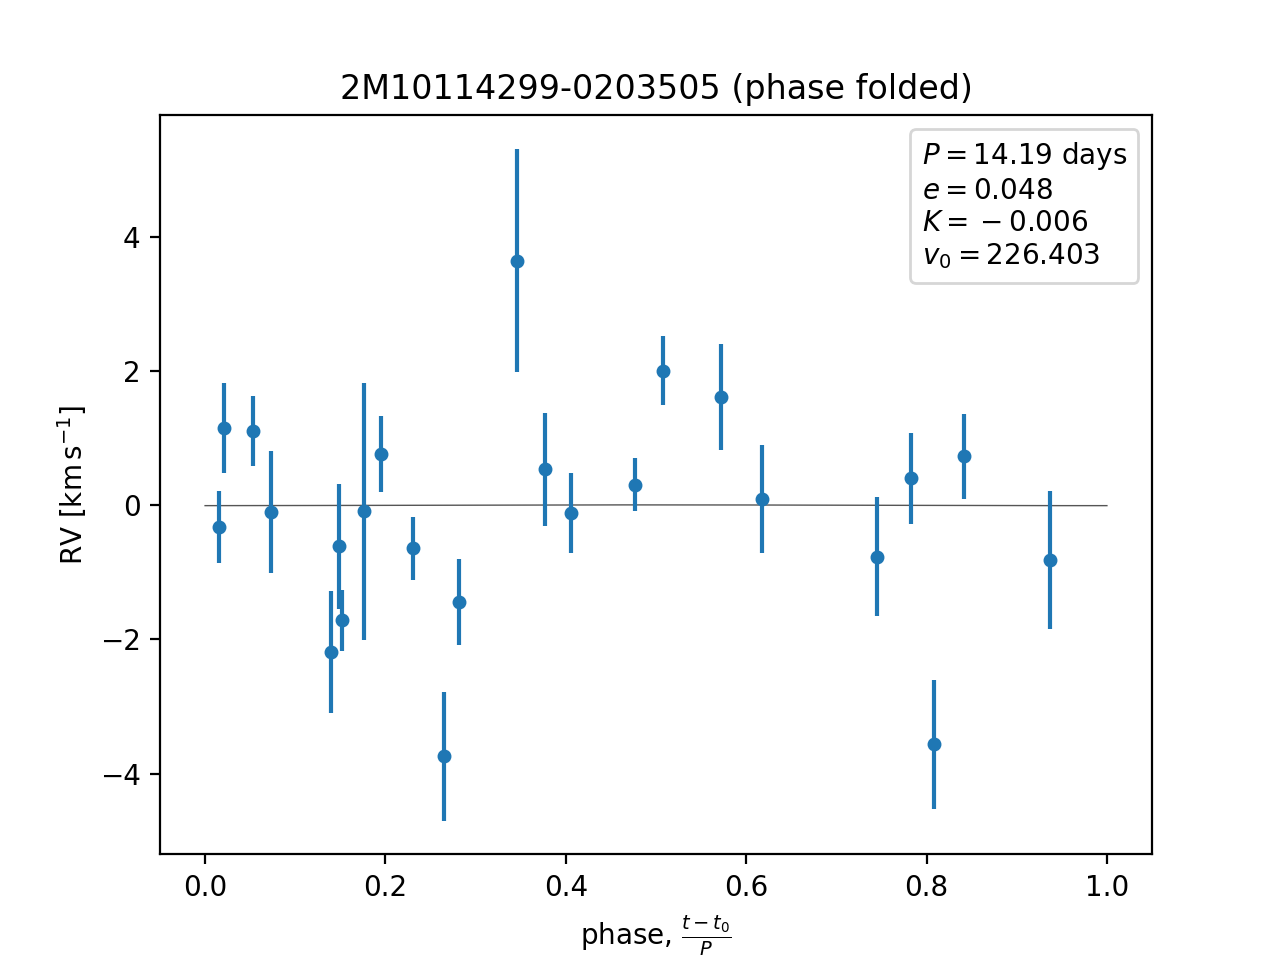 2M10114299-0203505 (phase folded)
P = 14.19 days
e = 0.048
K = −0.006
v₀ = 226.403
RV [km s⁻¹]
4
2
0
−2
−4
0.0 0.2 0.4 0.6 0.8 1.0
phase, (t − t₀)/P